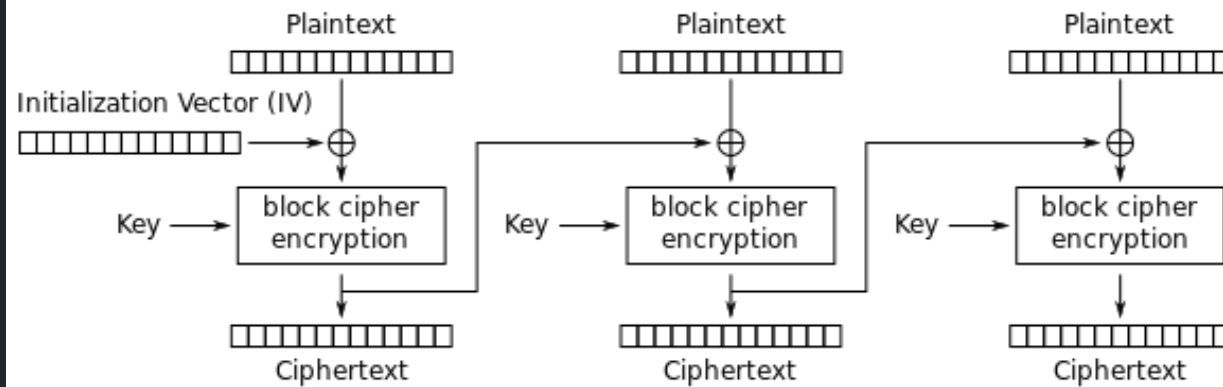 Plaintext
Plaintext
Plaintext
Initialization Vector (IV)
Key
block cipher
encryption
Key
block cipher
encryption
Key
block cipher
encryption
Ciphertext
Ciphertext
Ciphertext